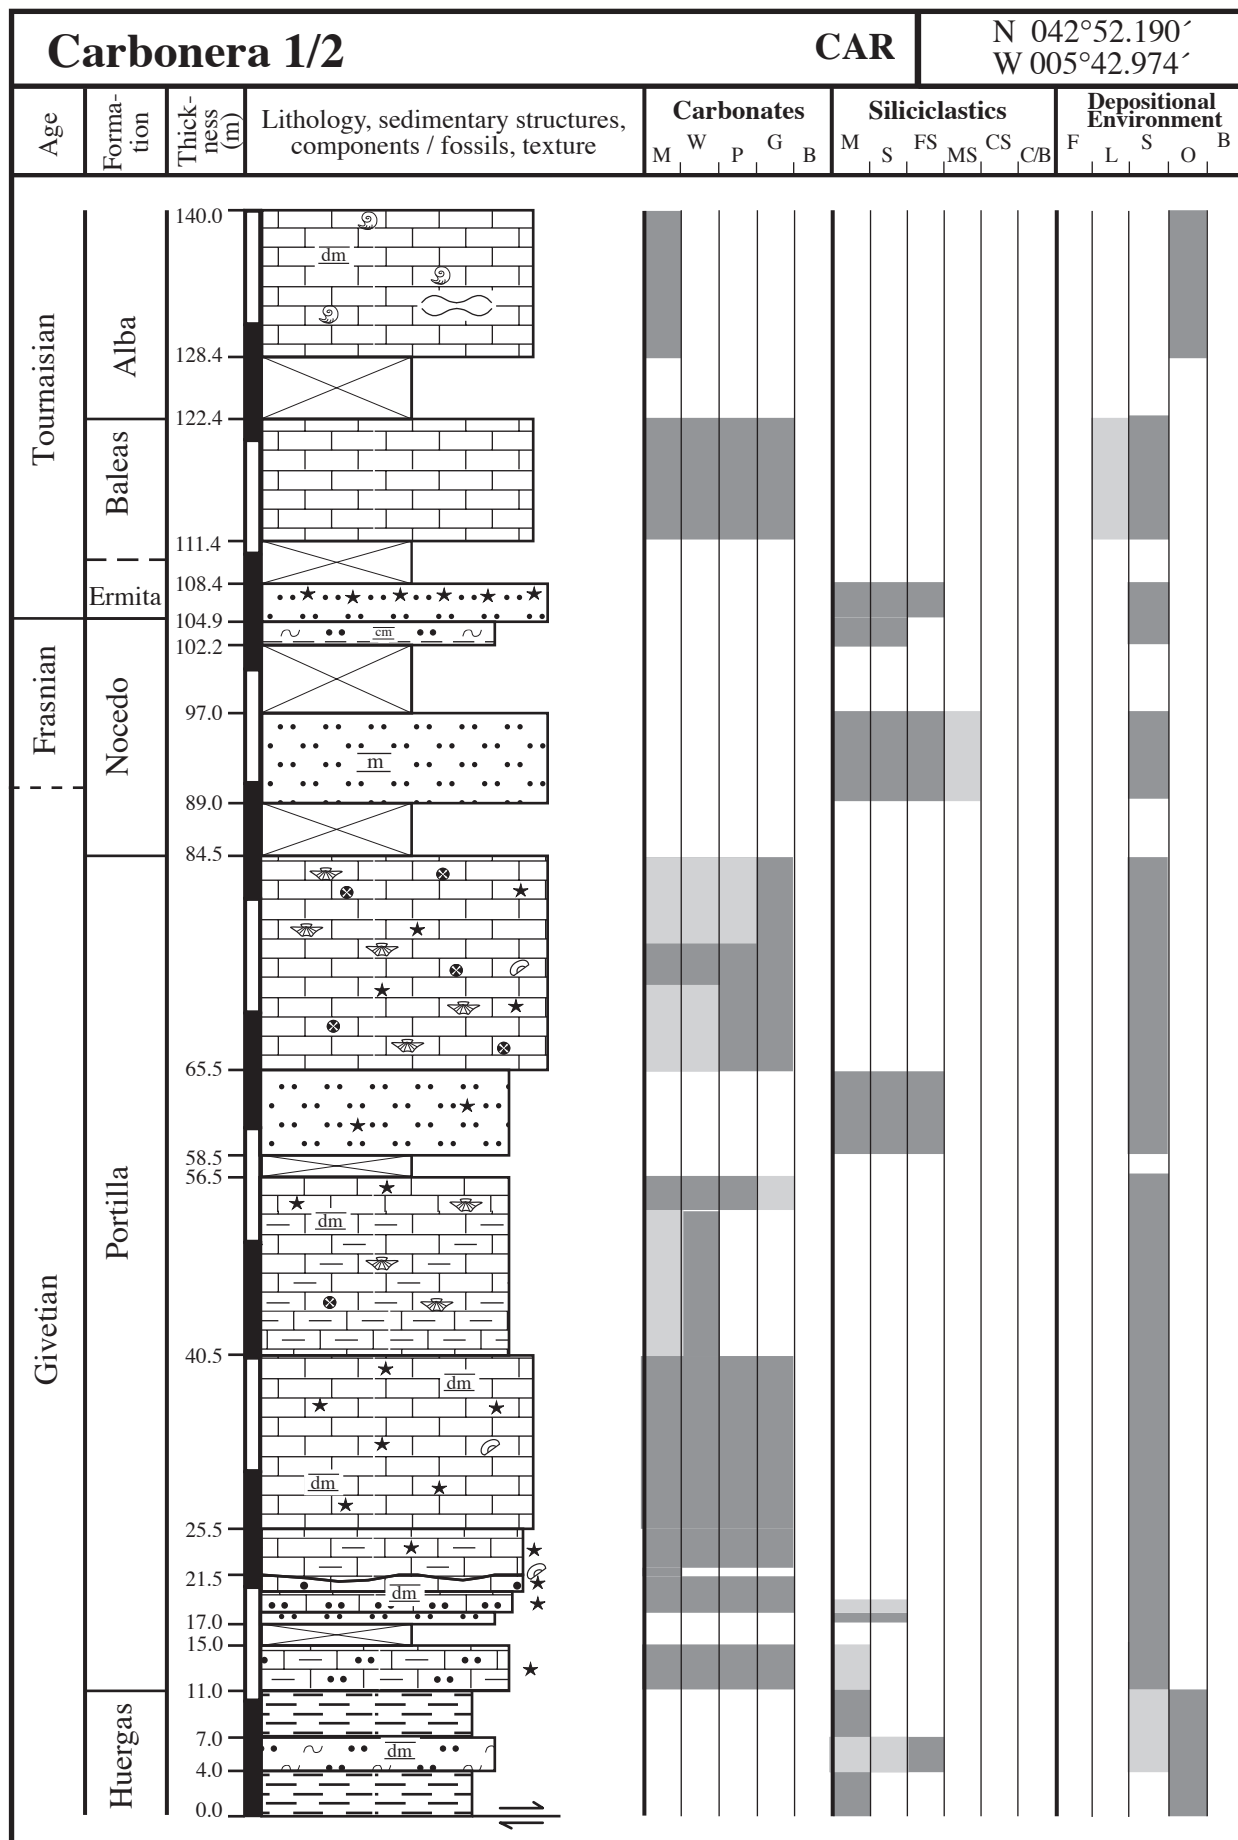 Carbonera 1/2
CAR
N 042°52.190´
W 005°42.974´
Age
Forma-
tion
Thick-
ness
(m)
Lithology, sedimentary structures,
components / fossils, texture
Carbonates
M W P G B
Siliciclastics
M S FS MS CS C/B
Depositional
Environment
F L S O B
Tournaisian
Frasnian
Givetian
Alba
Baleas
Ermita
Nocedo
Portilla
Huergas
140.0
128.4
122.4
111.4
108.4
104.9
102.2
97.0
89.0
84.5
65.5
58.5
56.5
40.5
25.5
21.5
17.0
15.0
11.0
7.0
4.0
0.0
dm
cm
m
dm
dm
dm
dm
dm